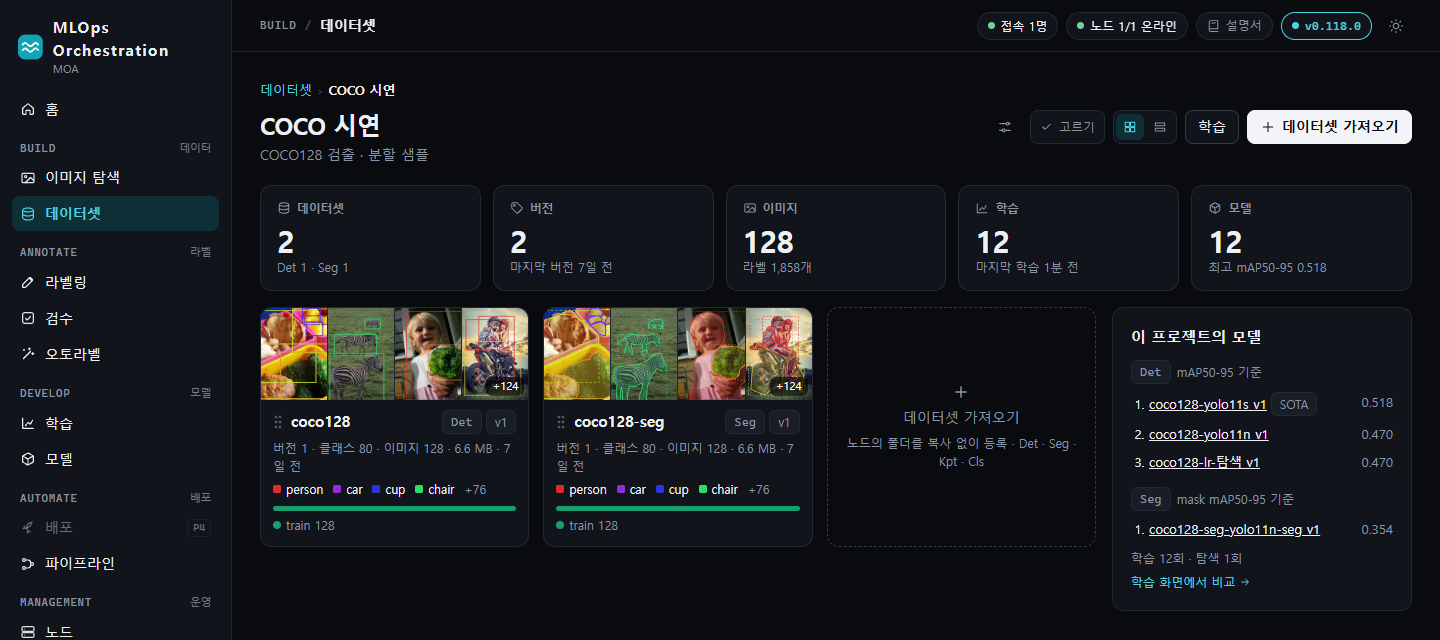 MLOps
Orchestration
MOA
홈
BUILD 데이터
이미지 탐색
데이터셋
ANNOTATE 라벨
라벨링
검수
오토라벨
DEVELOP 모델
학습
모델
AUTOMATE 배포
배포 P4
파이프라인
MANAGEMENT 운영
노드
BUILD / 데이터셋
접속 1명 노드 1/1 온라인 설명서 v0.118.0
데이터셋 › COCO 시연
COCO 시연
COCO128 검출 · 분할 샘플
고르기 학습 + 데이터셋 가져오기
데이터셋
2
Det 1 · Seg 1
버전
2
마지막 버전 7일 전
이미지
128
라벨 1,858개
학습
12
마지막 학습 1분 전
모델
12
최고 mAP50-95 0.518
+124
coco128 Det v1
버전 1 · 클래스 80 · 이미지 128 · 6.6 MB · 7
일 전
person car cup chair +76
train 128
+124
coco128-seg Seg v1
버전 1 · 클래스 80 · 이미지 128 · 6.6 MB · 7
일 전
person car cup chair +76
train 128
+
데이터셋 가져오기
노드의 폴더를 복사 없이 등록 · Det · Seg ·
Kpt · Cls
이 프로젝트의 모델
Det mAP50-95 기준
1. coco128-yolo11s v1 SOTA 0.518
2. coco128-yolo11n v1 0.470
3. coco128-lr-탐색 v1 0.470
Seg mask mAP50-95 기준
1. coco128-seg-yolo11n-seg v1 0.354
학습 12회 · 탐색 1회
학습 화면에서 비교 →